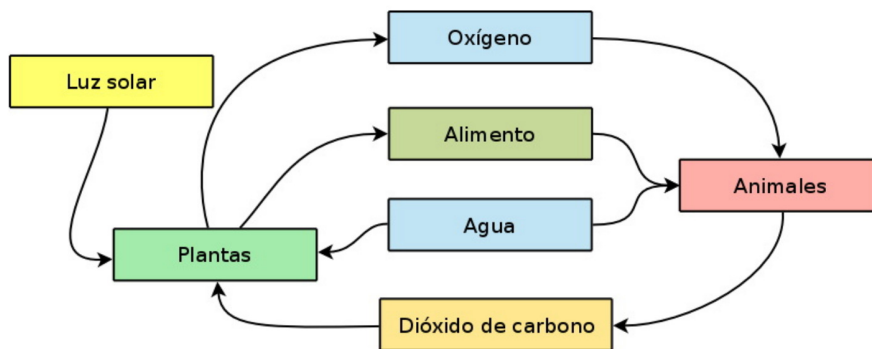 Oxígeno
Luz solar
Alimento
Animales
Agua
Plantas
Dióxido de carbono